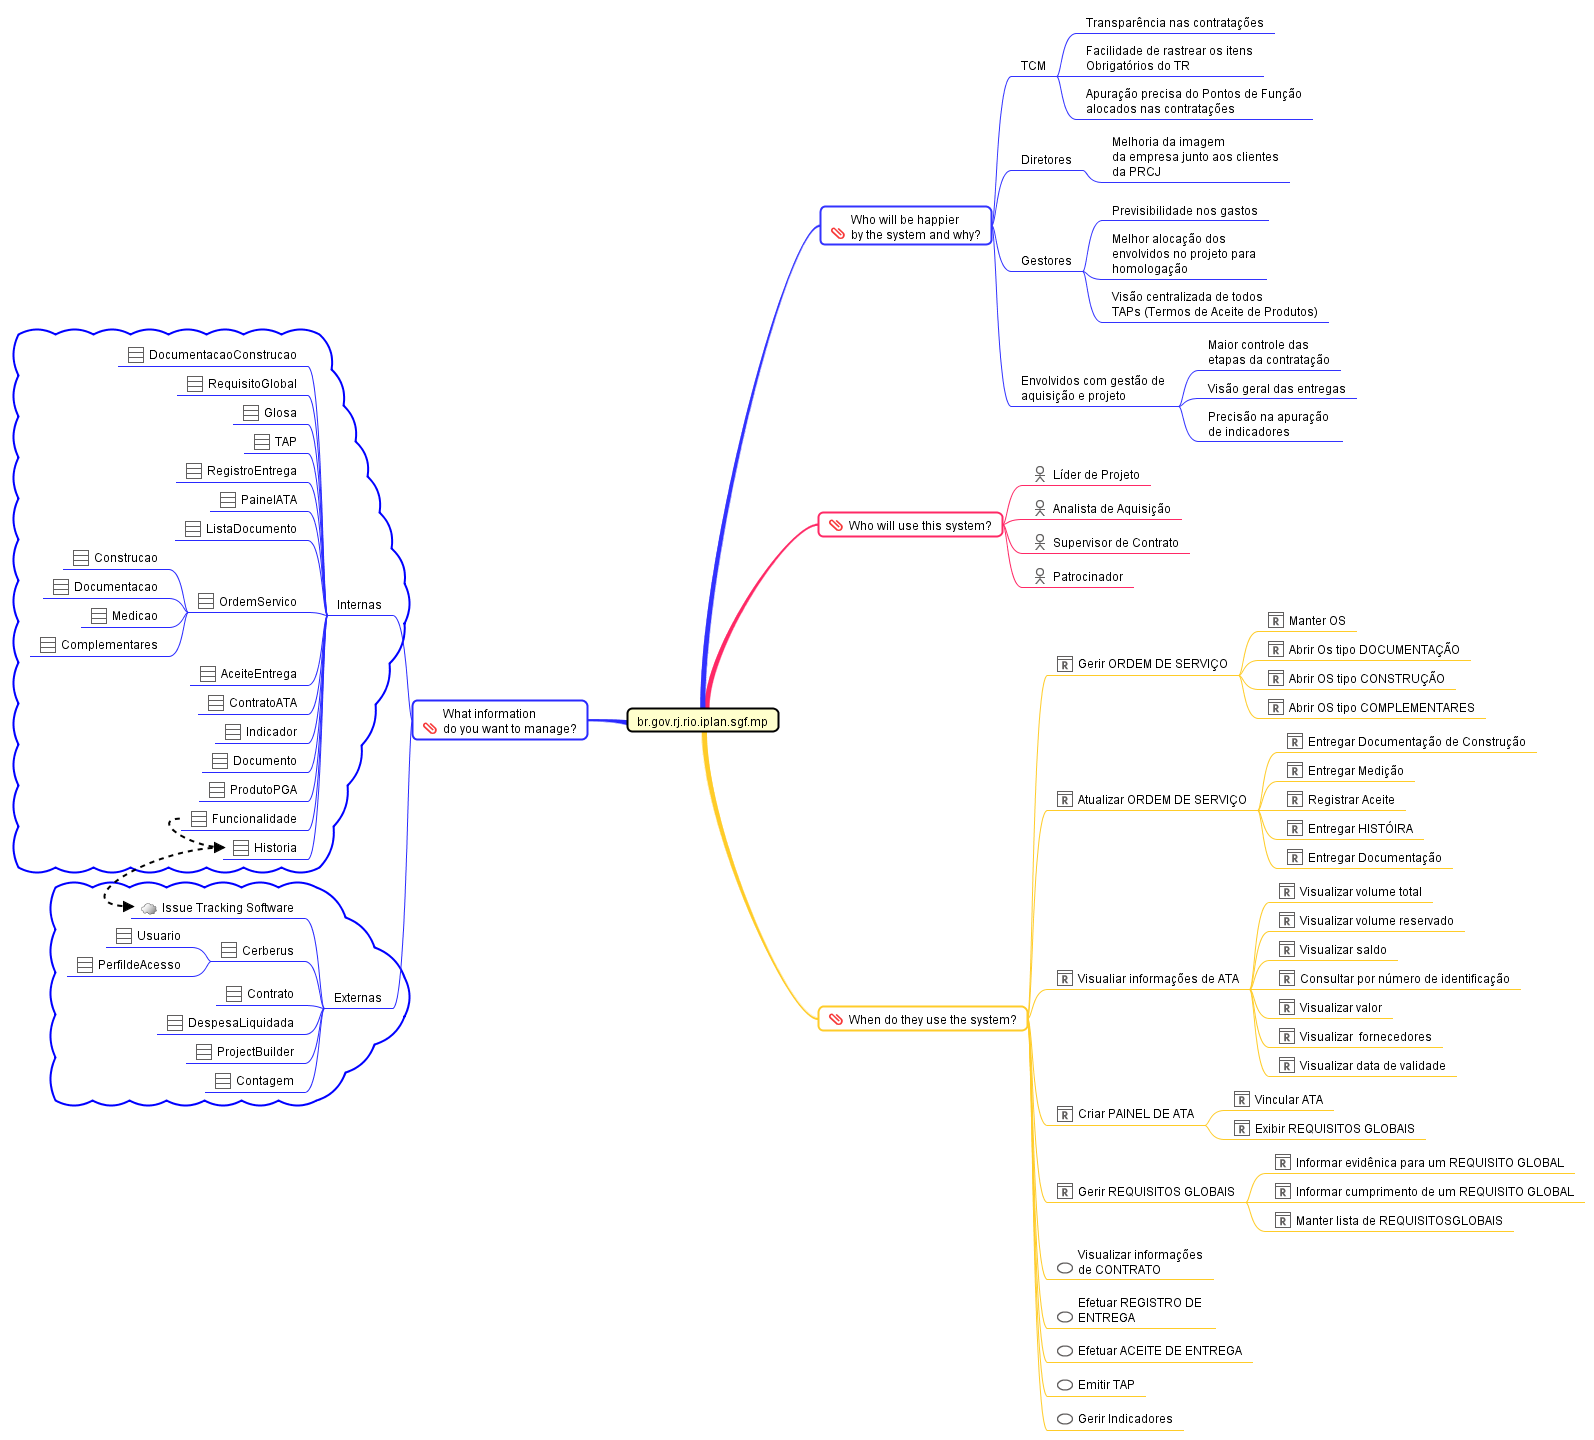 Transparência nas contratações
Facilidade de rastrear os itens
Obrigatórios do TR
TCM
Apuração precisa do Pontos de Função
alocados nas contratações
Melhoria da imagem
da empresa junto aos clientes
da PRCJ
Diretores
Who will be happier
by the system and why?
Previsibilidade nos gastos
Melhor alocação dos
envolvidos no projeto para
homologação
Gestores
Visão centralizada de todos
TAPs (Termos de Aceite de Produtos)
Maior controle das
etapas da contratação
Envolvidos com gestão de
aquisição e projeto
Visão geral das entregas
Precisão na apuração
de indicadores
Who will use this system?
Líder de Projeto
Analista de Aquisição
Supervisor de Contrato
Patrocinador
br.gov.rj.rio.iplan.sgf.mp
What information
do you want to manage?
Internas
DocumentacaoConstrucao
RequisitoGlobal
Glosa
TAP
RegistroEntrega
PainelATA
ListaDocumento
OrdemServico
Construcao
Documentacao
Medicao
Complementares
AceiteEntrega
ContratoATA
Indicador
Documento
ProdutoPGA
Funcionalidade
Historia
Externas
Issue Tracking Software
Cerberus
Usuario
PerfildeAcesso
Contrato
DespesaLiquidada
ProjectBuilder
Contagem
When do they use the system?
Gerir ORDEM DE SERVIÇO
Manter OS
Abrir Os tipo DOCUMENTAÇÃO
Abrir OS tipo CONSTRUÇÃO
Abrir OS tipo COMPLEMENTARES
Atualizar ORDEM DE SERVIÇO
Entregar Documentação de Construção
Entregar Medição
Registrar Aceite
Entregar HISTÓIRA
Entregar Documentação
Visualiar informações de ATA
Visualizar volume total
Visualizar volume reservado
Visualizar saldo
Consultar por número de identificação
Visualizar valor
Visualizar  fornecedores
Visualizar data de validade
Criar PAINEL DE ATA
Vincular ATA
Exibir REQUISITOS GLOBAIS
Gerir REQUISITOS GLOBAIS
Informar evidênica para um REQUISITO GLOBAL
Informar cumprimento de um REQUISITO GLOBAL
Manter lista de REQUISITOSGLOBAIS
Visualizar informações
de CONTRATO
Efetuar REGISTRO DE
ENTREGA
Efetuar ACEITE DE ENTREGA
Emitir TAP
Gerir Indicadores